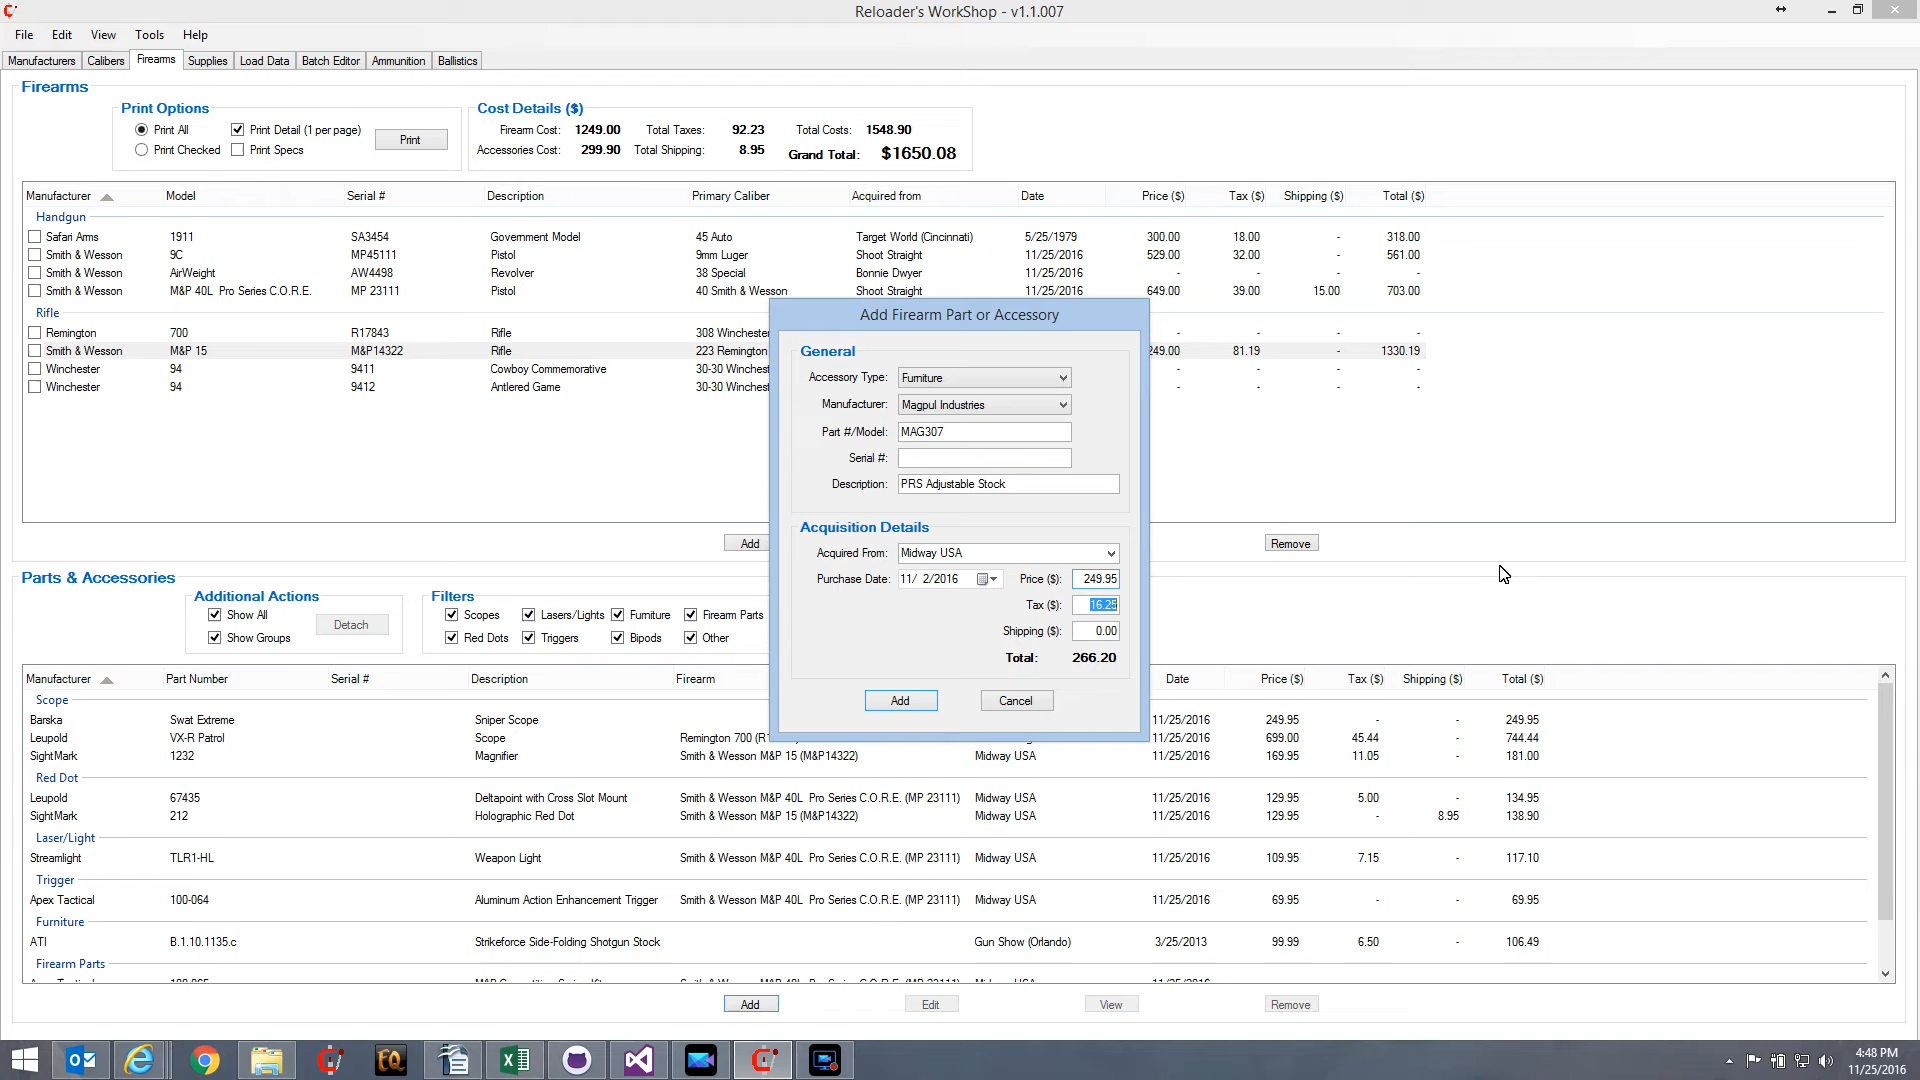 Reloader's WorkShop - v1.1.007
File Edit View Tools Help
Manufacturers Calibers Firearms Supplies Load Data Batch Editor Ammunition Ballistics
Firearms
Print Options Cost Details ($)
Print All Print Detail (1 per page) Print Firearm Cost: 1249.00 Total Taxes: 92.23 Total Costs: 1548.90
Print Checked Print Specs Accessories Cost: 299.90 Total Shipping: 8.95 Grand Total: $1650.08
Manufacturer Model Serial # Description Primary Caliber Acquired from Date Price ($) Tax ($) Shipping ($) Total ($)
Handgun
Safari Arms 1911 SA3454 Government Model 45 Auto Target World (Cincinnati) 5/25/1979 300.00 18.00 - 318.00
Smith & Wesson 9C MP45111 Pistol 9mm Luger Shoot Straight 11/25/2016 529.00 32.00 - 561.00
Smith & Wesson AirWeight AW4498 Revolver 38 Special Bonnie Dwyer 11/25/2016 - - - -
Smith & Wesson M&P 40L Pro Series C.O.R.E. MP 23111 Pistol 40 Smith & Wesson Shoot Straight 11/25/2016 649.00 39.00 15.00 703.00
Rifle
Remington 700 R17843 Rifle 308 Winchester - - - -
Smith & Wesson M&P 15 M&P14322 Rifle 223 Remington 249.00 81.19 - 1330.19
Winchester 94 9411 Cowboy Commemorative 30-30 Winches - - - -
Winchester 94 9412 Antlered Game 30-30 Winches - - - -
Add Remove
Add Firearm Part or Accessory
General
Accessory Type: Furniture
Manufacturer: Magpul Industries
Part #/Model: MAG307
Serial #:
Description: PRS Adjustable Stock
Acquisition Details
Acquired From: Midway USA
Purchase Date: 11/ 2/2016 Price ($): 249.95
Tax ($): 16.25
Shipping ($): 0.00
Total: 266.20
Add Cancel
Parts & Accessories
Additional Actions Filters
Show All Detach Scopes Lasers/Lights Furniture Firearm Parts
Show Groups Red Dots Triggers Bipods Other
Manufacturer Part Number Serial # Description Firearm Date Price ($) Tax ($) Shipping ($) Total ($)
Scope
Barska Swat Extreme Sniper Scope 11/25/2016 249.95 - - 249.95
Leupold VX-R Patrol Scope Remington 700 (R1 11/25/2016 699.00 45.44 - 744.44
SightMark 1232 Magnifier Smith & Wesson M&P 15 (M&P14322) Midway USA 11/25/2016 169.95 11.05 - 181.00
Red Dot
Leupold 67435 Deltapoint with Cross Slot Mount Smith & Wesson M&P 40L Pro Series C.O.R.E. (MP 23111) Midway USA 11/25/2016 129.95 5.00 - 134.95
SightMark 212 Holographic Red Dot Smith & Wesson M&P 15 (M&P14322) Midway USA 11/25/2016 129.95 - 8.95 138.90
Laser/Light
Streamlight TLR1-HL Weapon Light Smith & Wesson M&P 40L Pro Series C.O.R.E. (MP 23111) Midway USA 11/25/2016 109.95 7.15 - 117.10
Trigger
Apex Tactical 100-064 Aluminum Action Enhancement Trigger Smith & Wesson M&P 40L Pro Series C.O.R.E. (MP 23111) Midway USA 11/25/2016 69.95 - - 69.95
Furniture
ATI B.1.10.1135.c Strikeforce Side-Folding Shotgun Stock Gun Show (Orlando) 3/25/2013 99.99 6.50 - 106.49
Firearm Parts
Add Edit View Remove
4:48 PM
11/25/2016